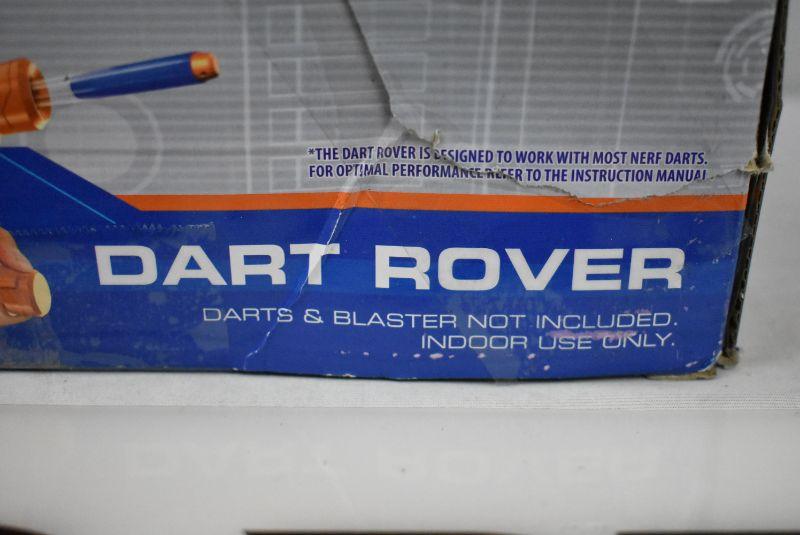 *THE DART ROVER IS DESIGNED TO WORK WITH MOST NERF DARTS.
FOR OPTIMAL PERFORMANCE REFER TO THE INSTRUCTION MANUAL.
DART ROVER
DARTS & BLASTER NOT INCLUDED.
INDOOR USE ONLY.